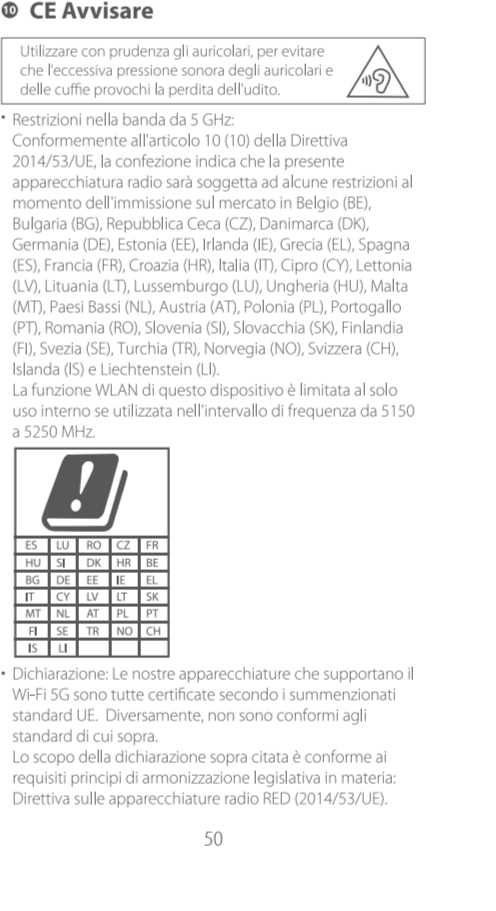 10 CE Avvisare
Utilizzare con prudenza gli auricolari, per evitare
che l'eccessiva pressione sonora degli auricolari e
delle cuffie provochi la perdita dell'udito.
• Restrizioni nella banda da 5 GHz:
Conformemente all'articolo 10 (10) della Direttiva
2014/53/UE, la confezione indica che la presente
apparecchiatura radio sarà soggetta ad alcune restrizioni al
momento dell'immissione sul mercato in Belgio (BE),
Bulgaria (BG), Repubblica Ceca (CZ), Danimarca (DK),
Germania (DE), Estonia (EE), Irlanda (IE), Grecia (EL), Spagna
(ES), Francia (FR), Croazia (HR), Italia (IT), Cipro (CY), Lettonia
(LV), Lituania (LT), Lussemburgo (LU), Ungheria (HU), Malta
(MT), Paesi Bassi (NL), Austria (AT), Polonia (PL), Portogallo
(PT), Romania (RO), Slovenia (SI), Slovacchia (SK), Finlandia
(FI), Svezia (SE), Turchia (TR), Norvegia (NO), Svizzera (CH),
Islanda (IS) e Liechtenstein (LI).
La funzione WLAN di questo dispositivo è limitata al solo
uso interno se utilizzata nell'intervallo di frequenza da 5150
a 5250 MHz.
ES LU RO CZ FR
HU SI DK HR BE
BG DE EE IE EL
IT CY LV LT SK
MT NL AT PL PT
FI SE TR NO CH
IS LI
• Dichiarazione: Le nostre apparecchiature che supportano il
Wi-Fi 5G sono tutte certificate secondo i summenzionati
standard UE. Diversamente, non sono conformi agli
standard di cui sopra.
Lo scopo della dichiarazione sopra citata è conforme ai
requisiti principi di armonizzazione legislativa in materia:
Direttiva sulle apparecchiature radio RED (2014/53/UE).
50